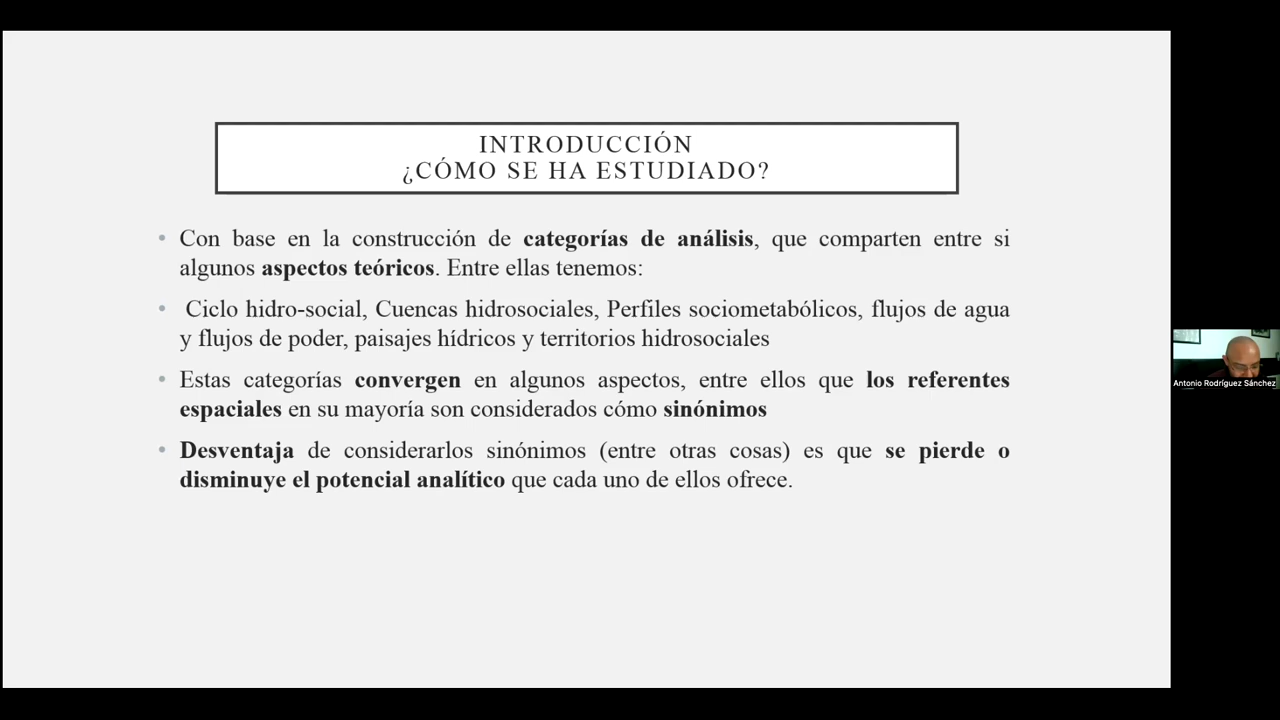 INTRODUCCIÓN
¿CÓMO SE HA ESTUDIADO?
• Con base en la construcción de categorías de análisis, que comparten entre si
algunos aspectos teóricos. Entre ellas tenemos:
• Ciclo hidro-social, Cuencas hidrosociales, Perfiles sociometabólicos, flujos de agua
y flujos de poder, paisajes hídricos y territorios hidrosociales
• Estas categorías convergen en algunos aspectos, entre ellos que los referentes
espaciales en su mayoría son considerados cómo sinónimos
• Desventaja de considerarlos sinónimos (entre otras cosas) es que se pierde o
disminuye el potencial analítico que cada uno de ellos ofrece.
Antonio Rodríguez Sánchez